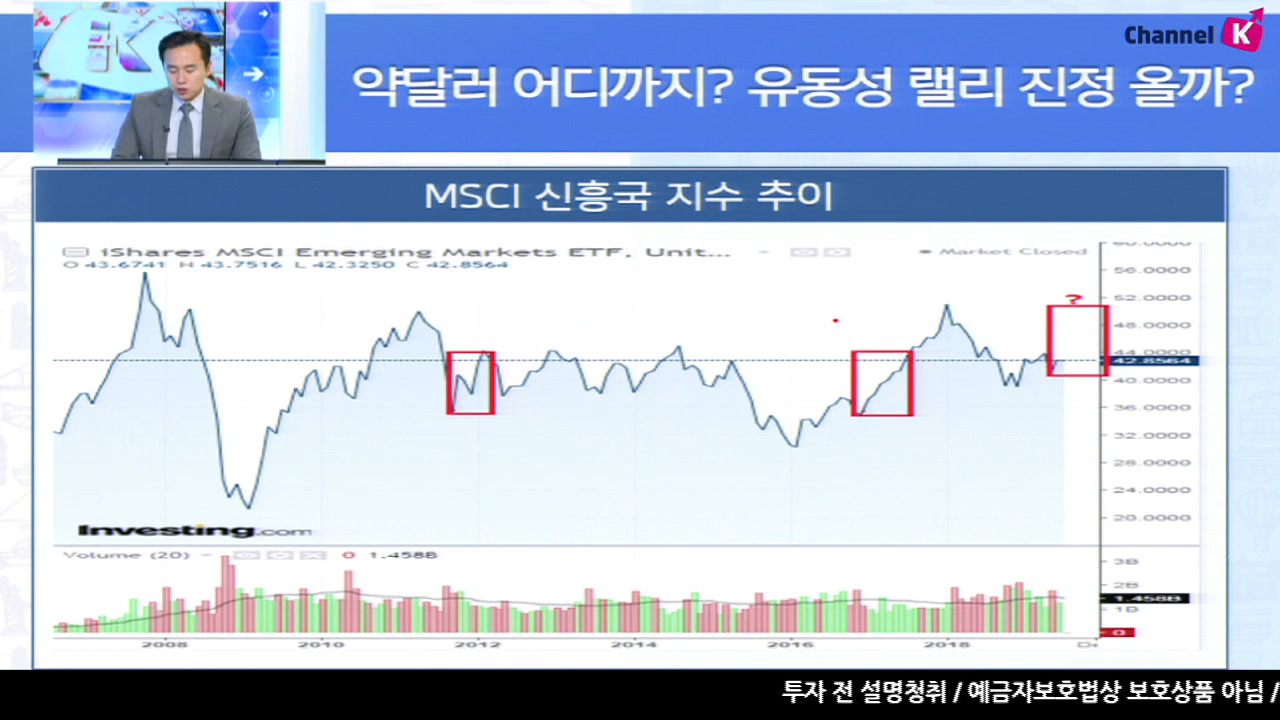 Channel K
약달러 어디까지? 유동성 랠리 진정 올까?
MSCI 신흥국 지수 추이
iShares MSCI Emerging Markets ETF, Unit...
Market Closed
O 43.6741 H 43.7516 L 42.3250 C 42.8564
60.0000
56.0000
?
52.0000
48.0000
44.0000
42.8564
40.0000
36.0000
32.0000
28.0000
24.0000
20.0000
Investing.com
Volume (20)
0 1.458B
3B
2B
1.458B
1B
0
2008 2010 2012 2014 2016 2018
투자 전 설명청취 / 예금자보호법상 보호상품 아님 /